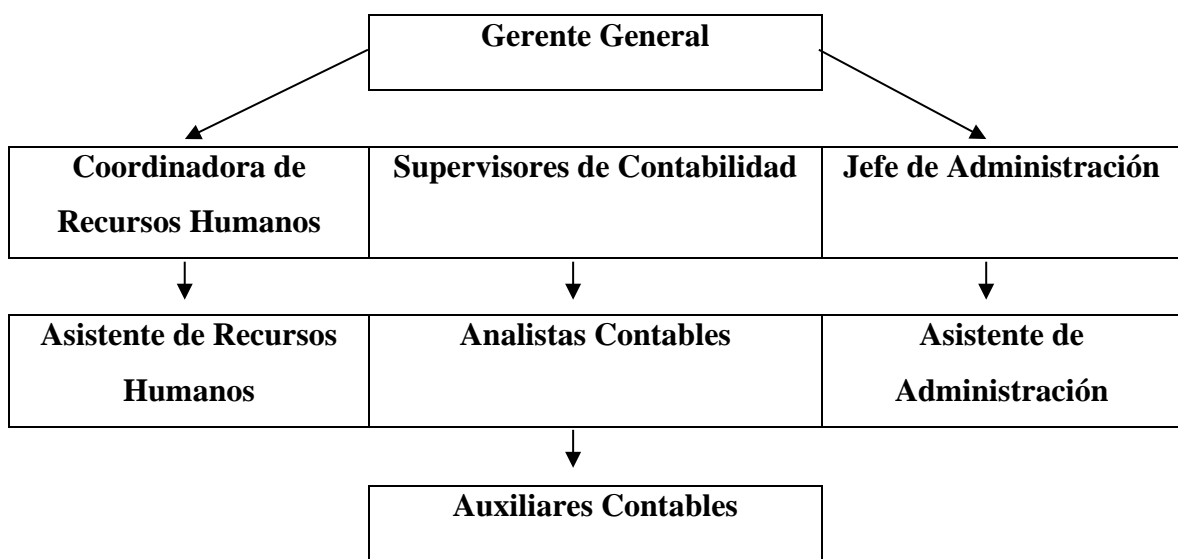 Gerente General
Coordinadora de
Recursos Humanos
Supervisores de Contabilidad
Jefe de Administración
Asistente de Recursos
Humanos
Analistas Contables
Asistente de
Administración
Auxiliares Contables